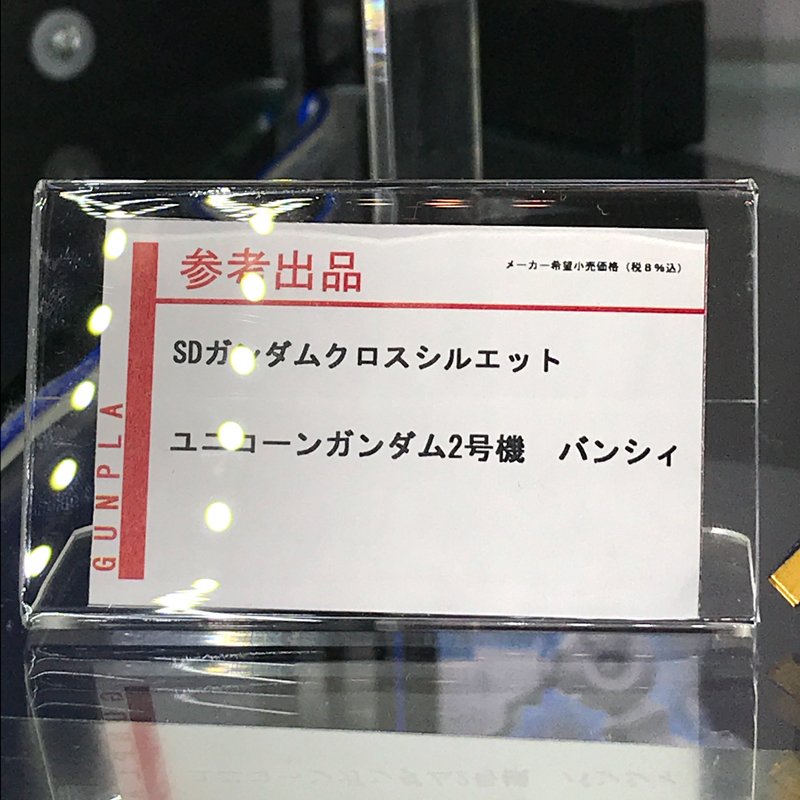 参考出品
メーカー希望小売価格（税８％込）
SDガンダムクロスシルエット
ユニコーンガンダム2号機　バンシィ
GUNPLA